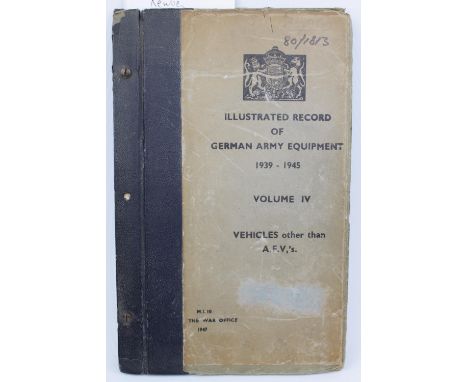 80/1813
ILLUSTRATED RECORD
OF
GERMAN ARMY EQUIPMENT
1939 - 1945
VOLUME IV
VEHICLES other than
A.F.V,'s.
M.I.10
THE WAR OFFICE
1947